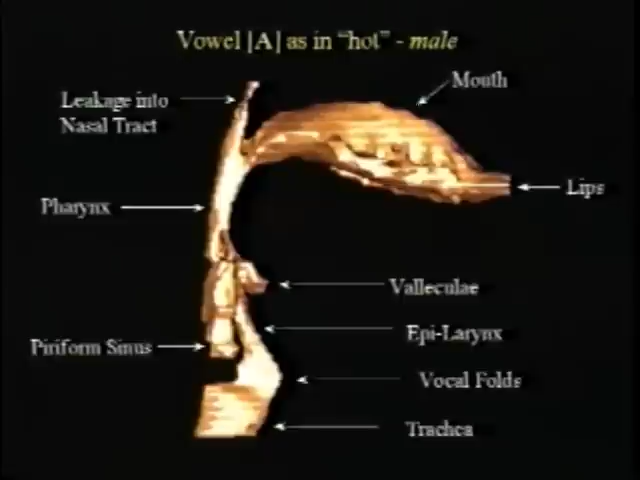 Vowel [A] as in “hot” - male
Mouth
Leakage into
Nasal Tract
Lips
Pharynx
Valleculae
Epi-Larynx
Piriform Sinus
Vocal Folds
Trachea